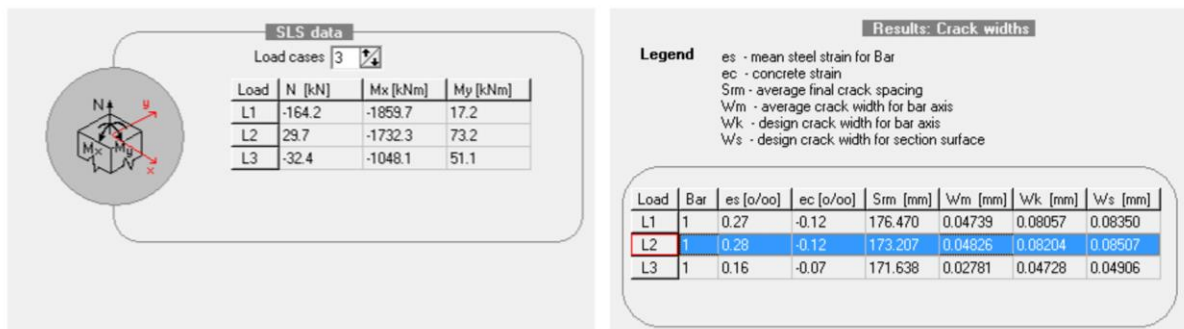 SLS data
Load cases 3
Load N [kN] Mx [kNm] My [kNm]
L1 -164.2 -1859.7 17.2
L2 29.7 -1732.3 73.2
L3 -32.4 -1048.1 51.1
N y
Mx My
x
Results: Crack widths
Legend es - mean steel strain for Bar
ec - concrete strain
Srm - average final crack spacing
Wm - average crack width for bar axis
Wk - design crack width for bar axis
Ws - design crack width for section surface
Load Bar es [o/oo] ec [o/oo] Srm [mm] Wm [mm] Wk [mm] Ws [mm]
L1 1 0.27 -0.12 176.470 0.04739 0.08057 0.08350
L2 1 0.28 -0.12 173.207 0.04826 0.08204 0.08507
L3 1 0.16 -0.07 171.638 0.02781 0.04728 0.04906